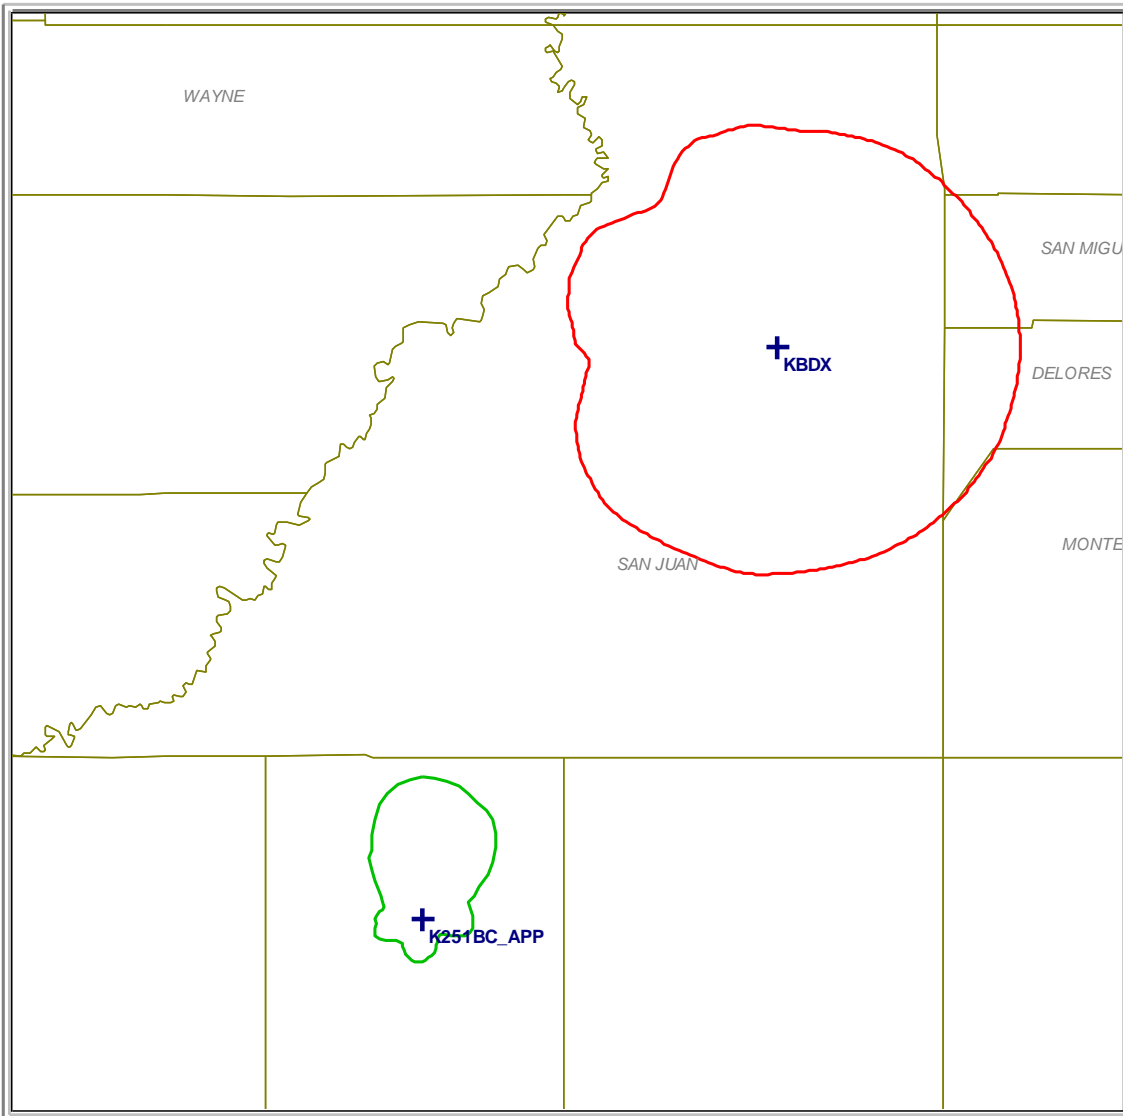 WAYNE
SAN MIGU
KBDX
DELORES
MONTE
SAN JUAN
K251BC_APP